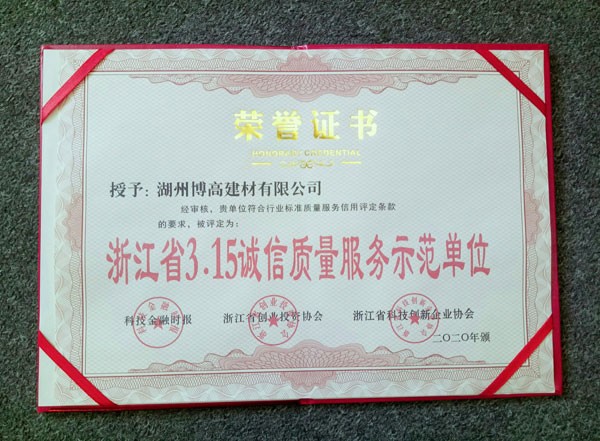 荣誉证书
HONORARY CREDENTIAL
授予：湖州博高建材有限公司
经审核，贵单位符合行业标准质量服务信用评定条款
的要求，被评定为：
浙江省3.15诚信质量服务示范单位
科技金融时报 浙江省创业投资协会 浙江省科技创新企业协会
二〇二〇年颁